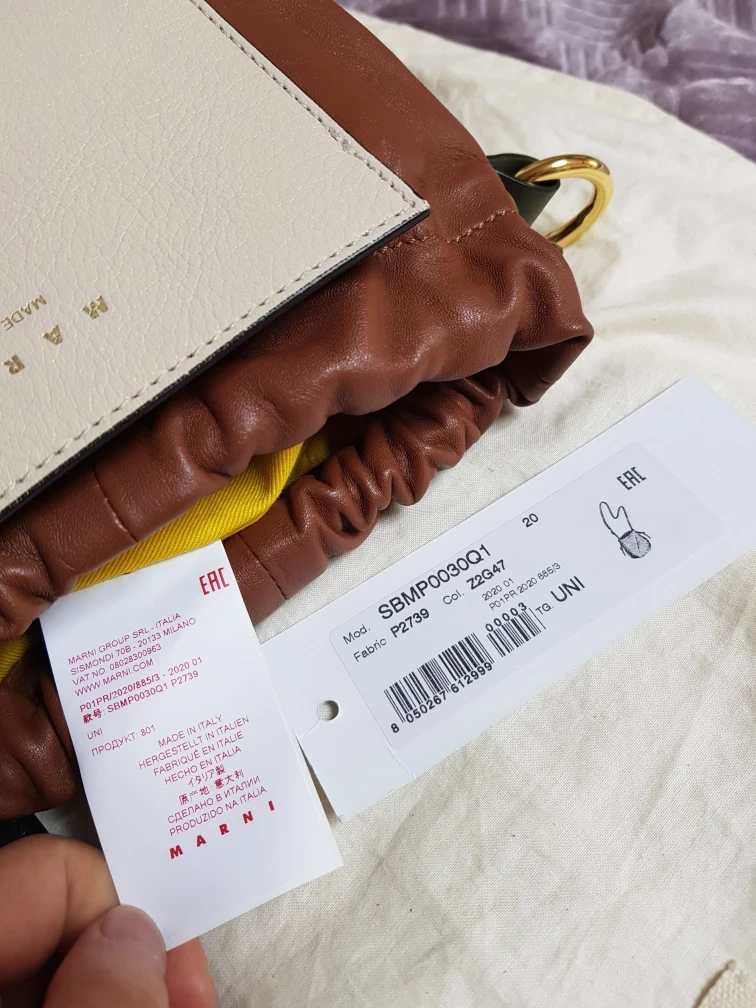 MAR
MADE
EAC
MARNI GROUP SRL - ITALIA
SISMONDI 70B - 20133 MILANO
VAT NO. 08028300963
WWW.MARNI.COM
P01PR/2020/885/3 - 2020 01
款号: SBMP0030Q1 P2739
UNI
ПРОДУКТ: 801
MADE IN ITALY
HERGESTELLT IN ITALIEN
FABRIQUÉ EN ITALIE
HECHO EN ITALIA
イタリア製
原产地: 意大利
СДЕЛАНО В ИТАЛИИ
PRODUZIDO NA ITALIA
MARNI
20
EAC
Mod. SBMP0030Q1
Fabric P2739 Col. Z2G47
2020 01
P01PR 2020 885/3
00003 TG. UNI
8 050267 612999